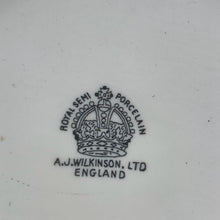 ROYAL SEMI PORCELAIN
A.J.WILKINSON. LTD
ENGLAND